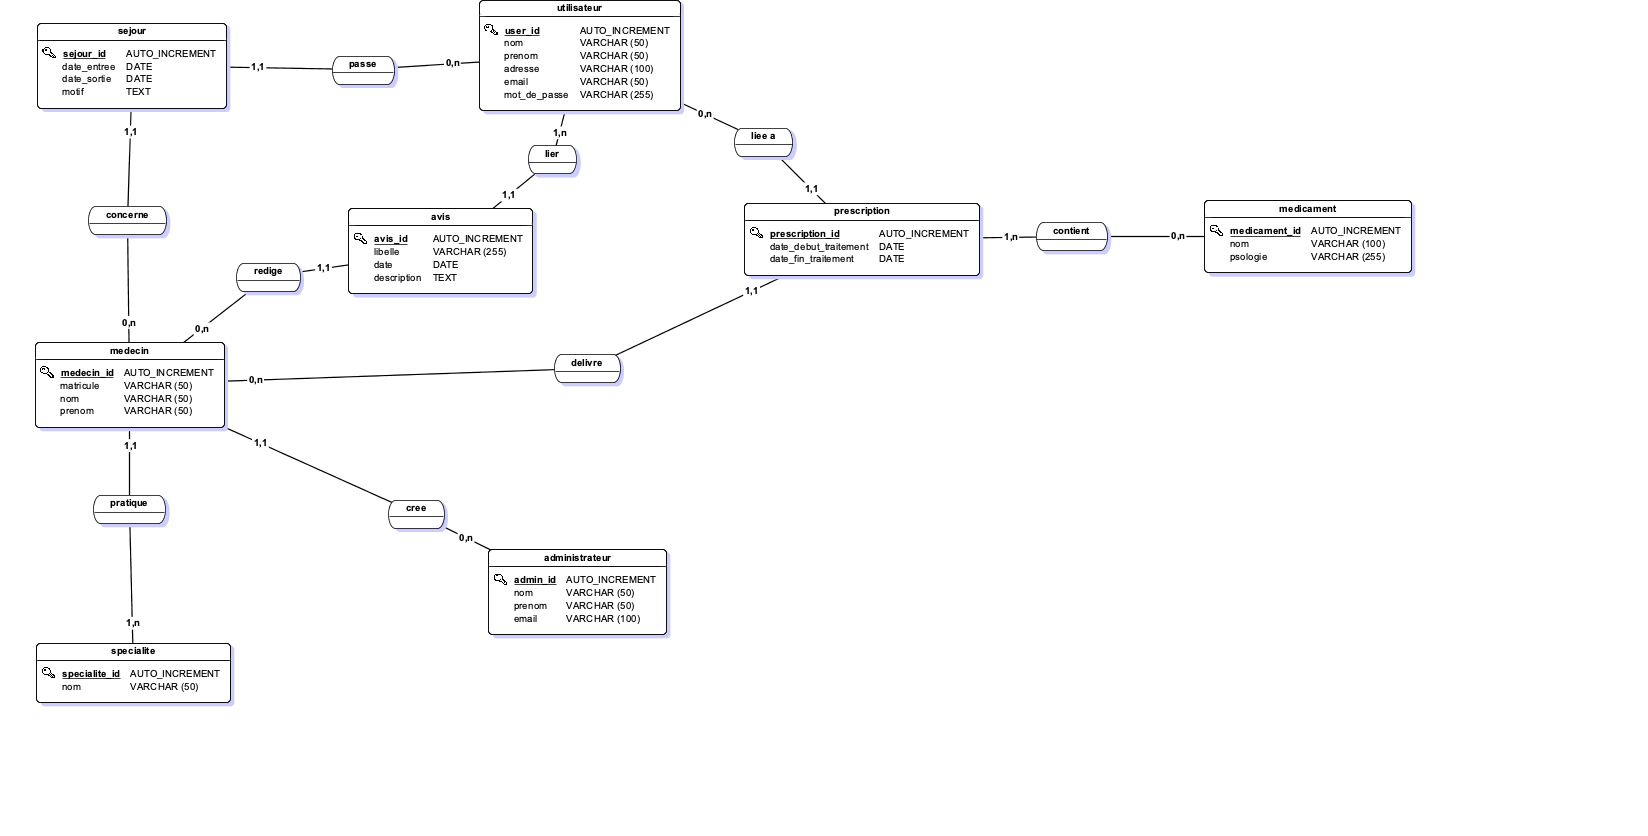 utilisateur
user_id AUTO_INCREMENT
nom VARCHAR (50)
prenom VARCHAR (50)
adresse VARCHAR (100)
email VARCHAR (50)
mot_de_passe VARCHAR (255)
sejour
sejour_id AUTO_INCREMENT
date_entree DATE
date_sortie DATE
motif TEXT
1,1
passe
0,n
1,1
1,n
lier
1,1
0,n
liee a
1,1
concerne
avis
avis_id AUTO_INCREMENT
libelle VARCHAR (255)
date DATE
description TEXT
prescription
prescription_id AUTO_INCREMENT
date_debut_traitement DATE
date_fin_traitement DATE
1,n
contient
0,n
medicament
medicament_id AUTO_INCREMENT
nom VARCHAR (100)
psologie VARCHAR (255)
redige
1,1
0,n
0,n
1,1
medecin
medecin_id AUTO_INCREMENT
matricule VARCHAR (50)
nom VARCHAR (50)
prenom VARCHAR (50)
0,n
delivre
1,1
1,1
pratique
cree
0,n
administrateur
admin_id AUTO_INCREMENT
nom VARCHAR (50)
prenom VARCHAR (50)
email VARCHAR (100)
1,n
specialite
specialite_id AUTO_INCREMENT
nom VARCHAR (50)